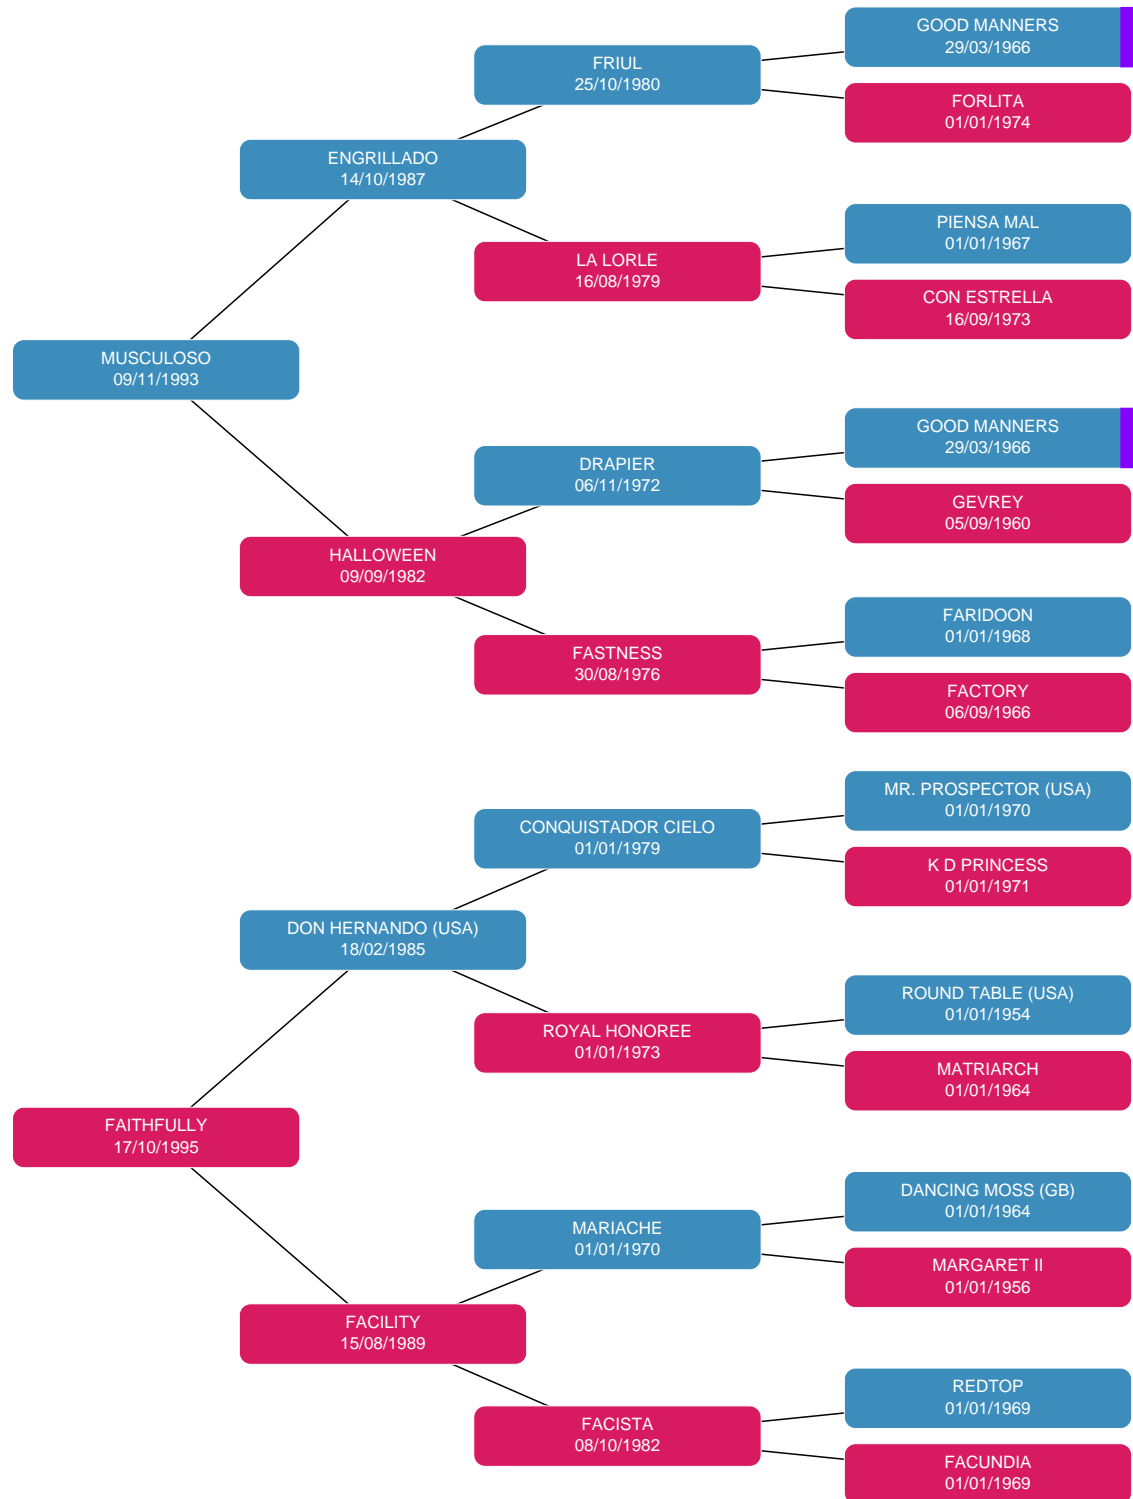 GOOD MANNERS
29/03/1966
FRIUL
25/10/1980
FORLITA
01/01/1974
ENGRILLADO
14/10/1987
PIENSA MAL
01/01/1967
LA LORLE
16/08/1979
CON ESTRELLA
16/09/1973
MUSCULOSO
09/11/1993
GOOD MANNERS
29/03/1966
DRAPIER
06/11/1972
GEVREY
05/09/1960
HALLOWEEN
09/09/1982
FARIDOON
01/01/1968
FASTNESS
30/08/1976
FACTORY
06/09/1966
MR. PROSPECTOR (USA)
01/01/1970
CONQUISTADOR CIELO
01/01/1979
K D PRINCESS
01/01/1971
DON HERNANDO (USA)
18/02/1985
ROUND TABLE (USA)
01/01/1954
ROYAL HONOREE
01/01/1973
MATRIARCH
01/01/1964
FAITHFULLY
17/10/1995
DANCING MOSS (GB)
01/01/1964
MARIACHE
01/01/1970
MARGARET II
01/01/1956
FACILITY
15/08/1989
REDTOP
01/01/1969
FACISTA
08/10/1982
FACUNDIA
01/01/1969